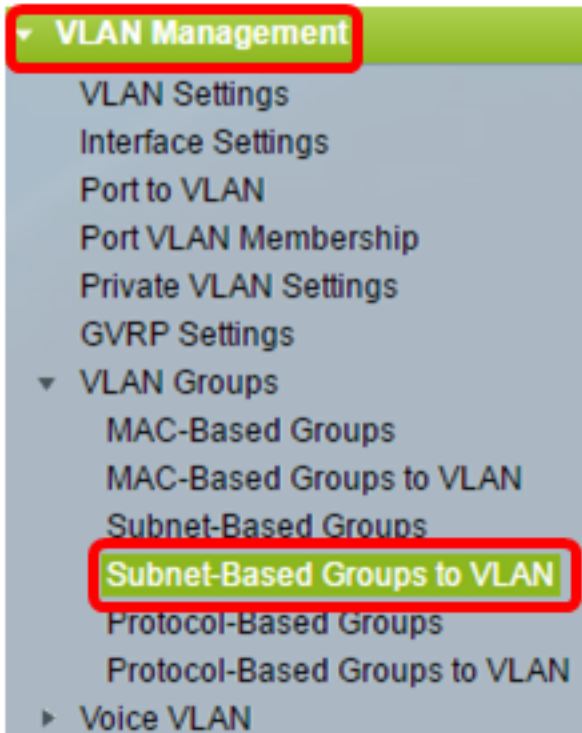 VLAN Management
VLAN Settings
Interface Settings
Port to VLAN
Port VLAN Membership
Private VLAN Settings
GVRP Settings
VLAN Groups
MAC-Based Groups
MAC-Based Groups to VLAN
Subnet-Based Groups
Subnet-Based Groups to VLAN
Protocol-Based Groups
Protocol-Based Groups to VLAN
Voice VLAN